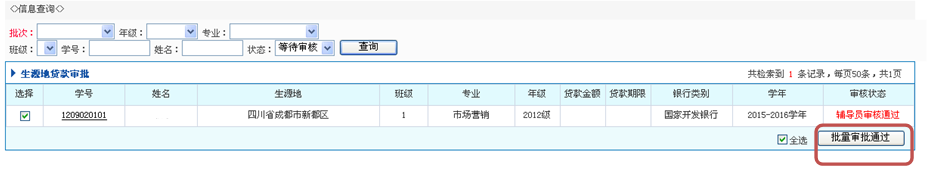 ◇信息查询◇
批次： 年级： 专业：
班级： 学号： 姓名： 状态： 等待审核 查询
生源地贷款审批 共检索到 1 条记录，每页50条，共1页
选择 学号 姓名 生源地 班级 专业 年级 贷款金额 贷款期限 银行类别 学年 审核状态
1209020101 四川省成都市新都区 1 市场营销 2012级 国家开发银行 2015-2016学年 辅导员审核通过
全选 批量审批通过